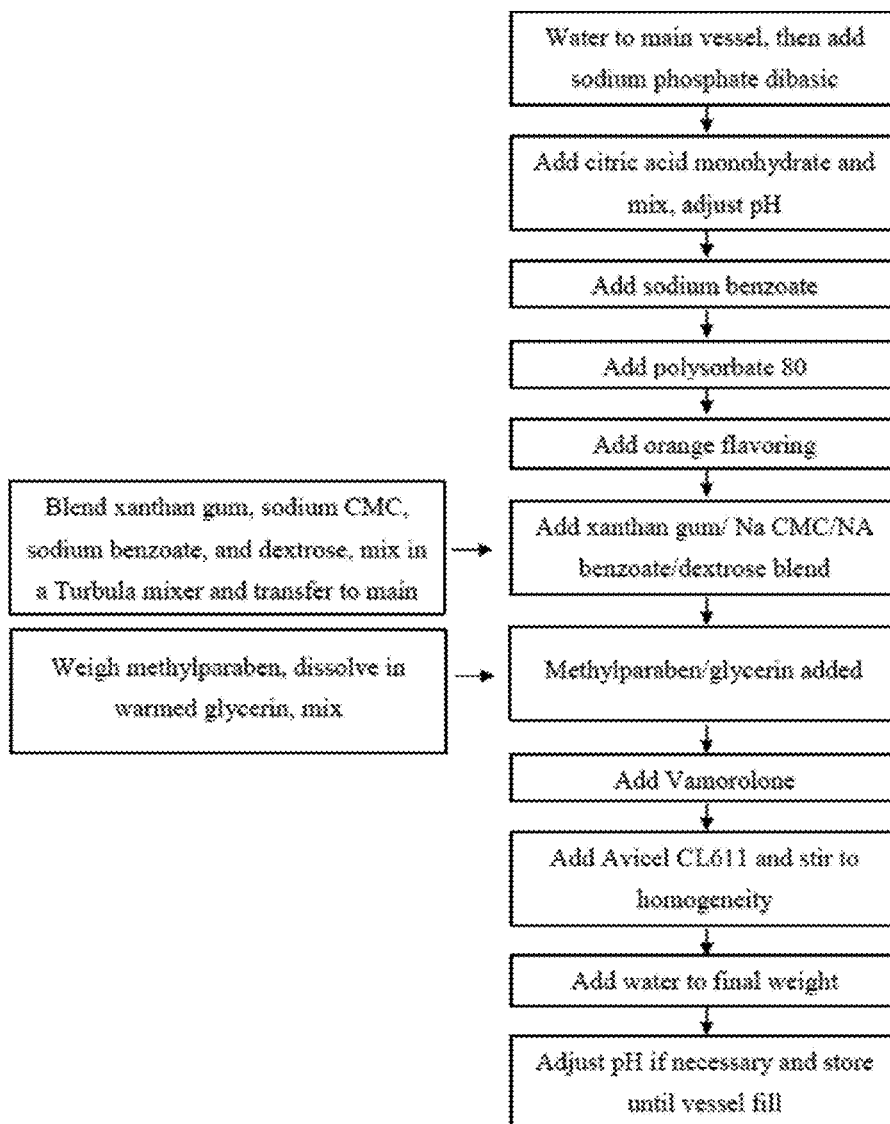 Water to main vessel, then add
sodium phosphate dibasic
Add citric acid monohydrate and
mix, adjust pH
Add sodium benzoate
Add polysorbate 80
Add orange flavoring
Blend xanthan gum, sodium CMC,
sodium benzoate, and dextrose, mix in
a Turbula mixer and transfer to main
Add xanthan gum/ Na CMC/NA
benzoate/dextrose blend
Weigh methylparaben, dissolve in
warmed glycerin, mix
Methylparaben/glycerin added
Add Vamorolone
Add Avicel CL611 and stir to
homogeneity
Add water to final weight
Adjust pH if necessary and store
until vessel fill